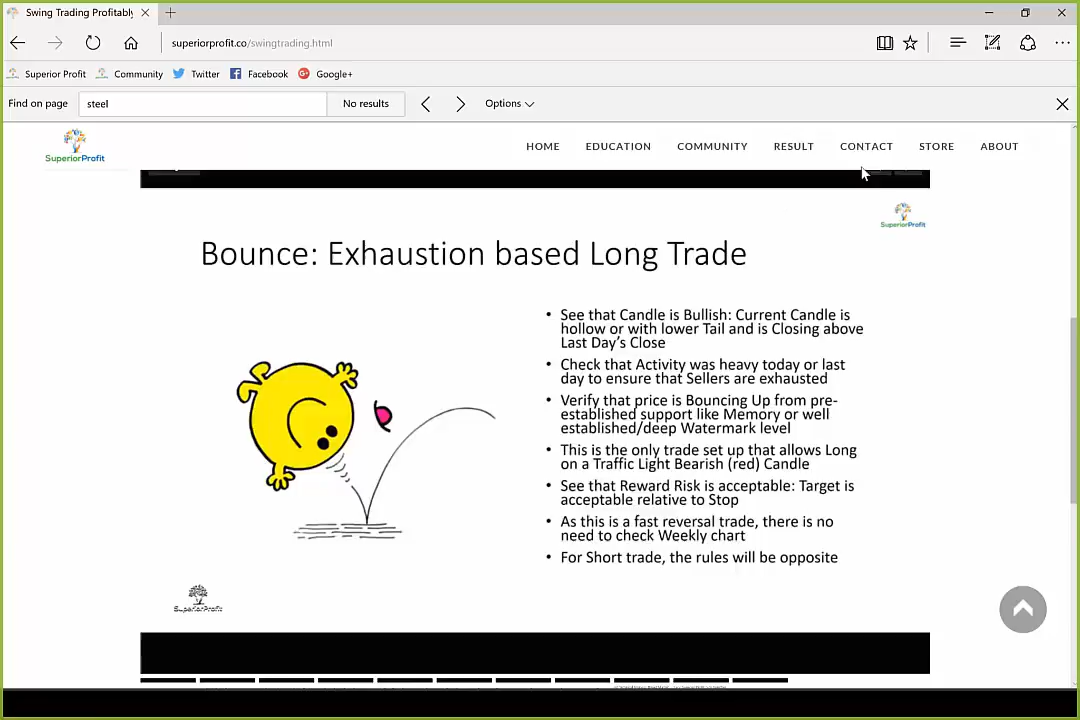 Swing Trading Profitably
superiorprofit.co/swingtrading.html
Superior Profit
Community
Twitter
Facebook
Google+
Find on page
steel
No results
Options
SuperiorProfit
HOME
EDUCATION
COMMUNITY
RESULT
CONTACT
STORE
ABOUT
SuperiorProfit
Bounce: Exhaustion based Long Trade
• See that Candle is Bullish: Current Candle is
hollow or with lower Tail and is Closing above
Last Day's Close
• Check that Activity was heavy today or last
day to ensure that Sellers are exhausted
• Verify that price is Bouncing Up from pre-
established support like Memory or well
established/deep Watermark level
• This is the only trade set up that allows Long
on a Traffic Light Bearish (red) Candle
• See that Reward Risk is acceptable: Target is
acceptable relative to Stop
• As this is a fast reversal trade, there is no
need to check Weekly chart
• For Short trade, the rules will be opposite
SuperiorProfit